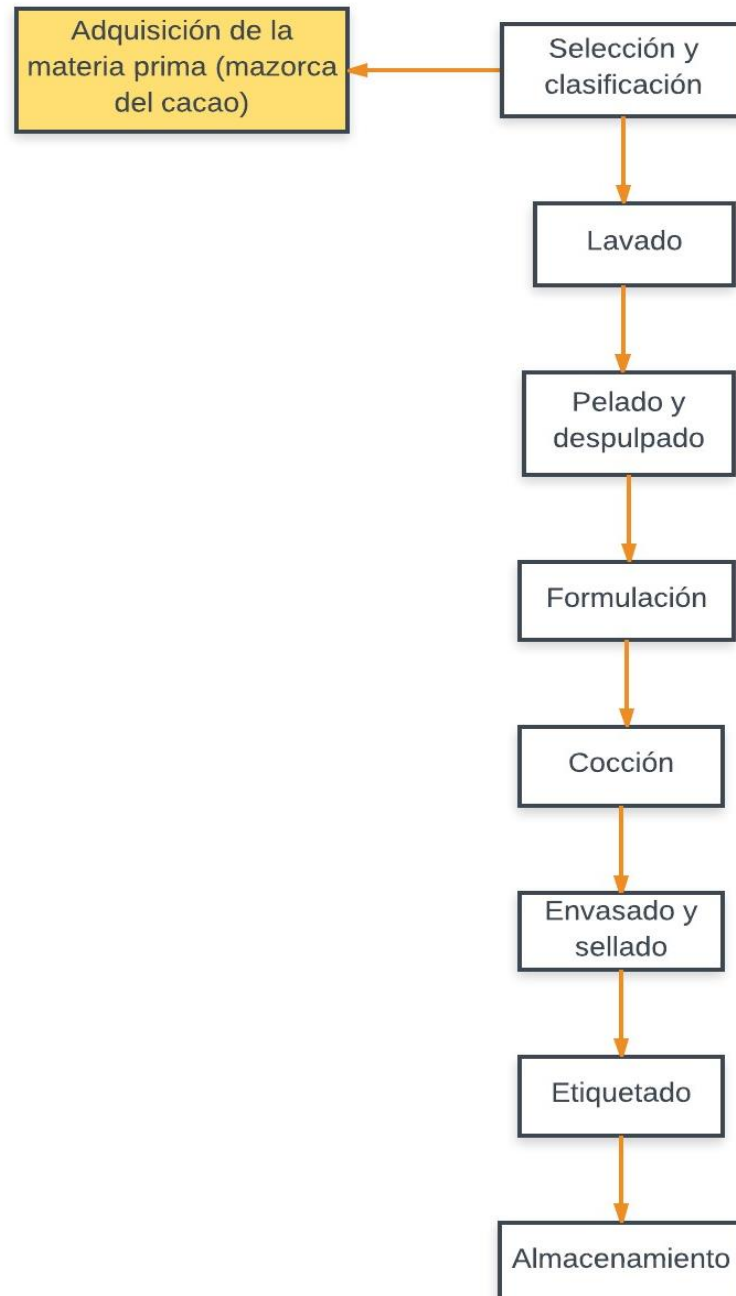 Adquisición de la
materia prima (mazorca
del cacao)
Selección y
clasificación
Lavado
Pelado y
despulpado
Formulación
Cocción
Envasado y
sellado
Etiquetado
Almacenamiento